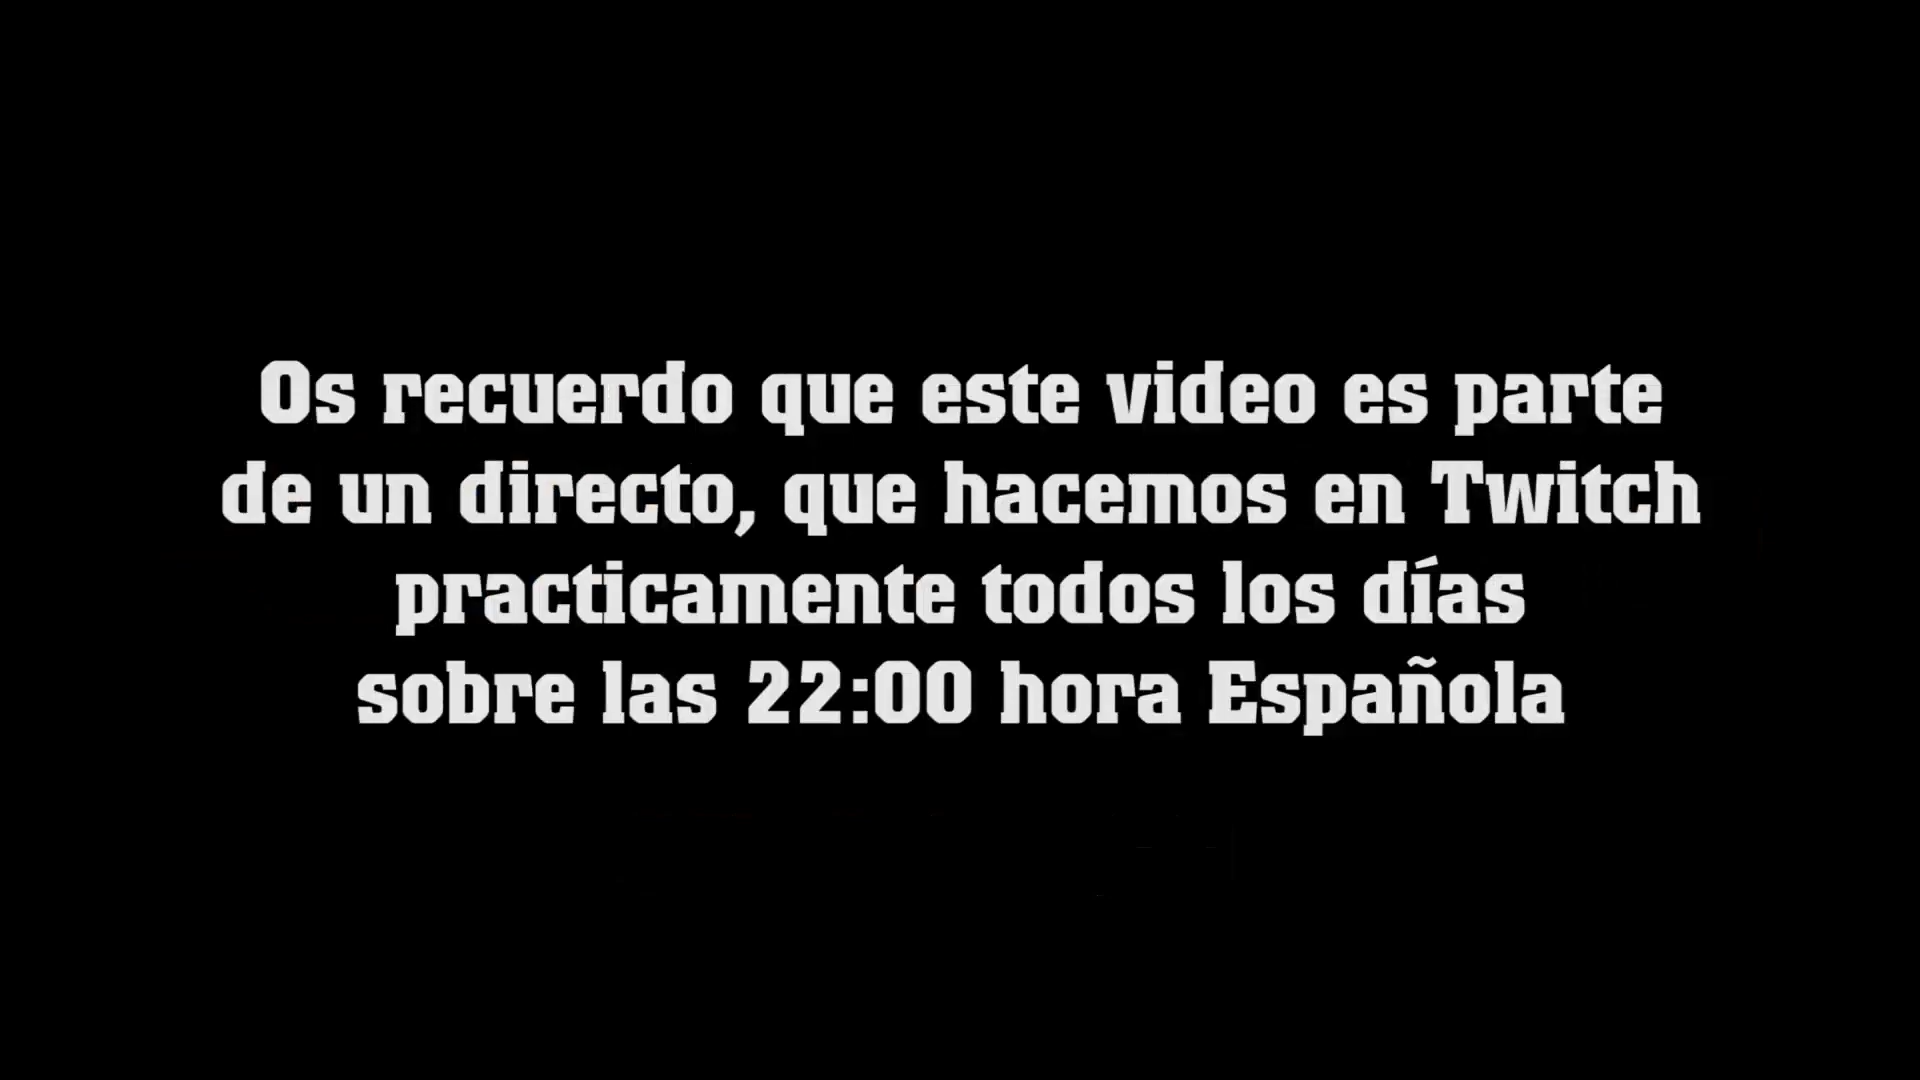 Os recuerdo que este video es parte
de un directo, que hacemos en Twitch
practicamente todos los días
sobre las 22:00 hora Española